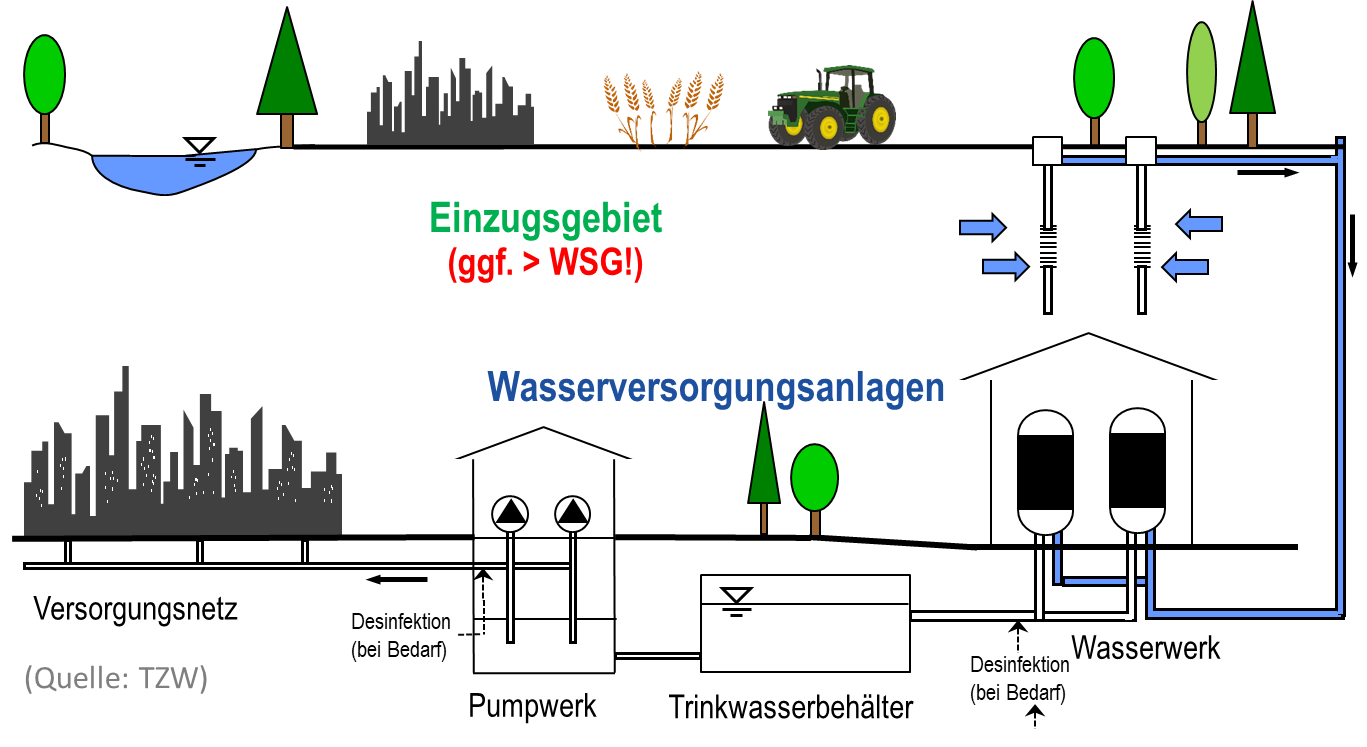 Einzugsgebiet
(ggf. > WSG!)
Wasserversorgungsanlagen
Versorgungsnetz
Desinfektion
(bei Bedarf)
Desinfektion
(bei Bedarf)
Wasserwerk
(Quelle: TZW)
Pumpwerk
Trinkwasserbehälter